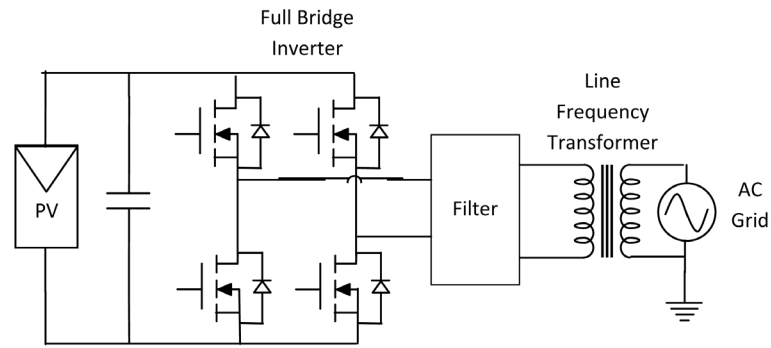 Full Bridge
Inverter
Line
Frequency
Transformer
PV
Filter
AC
Grid